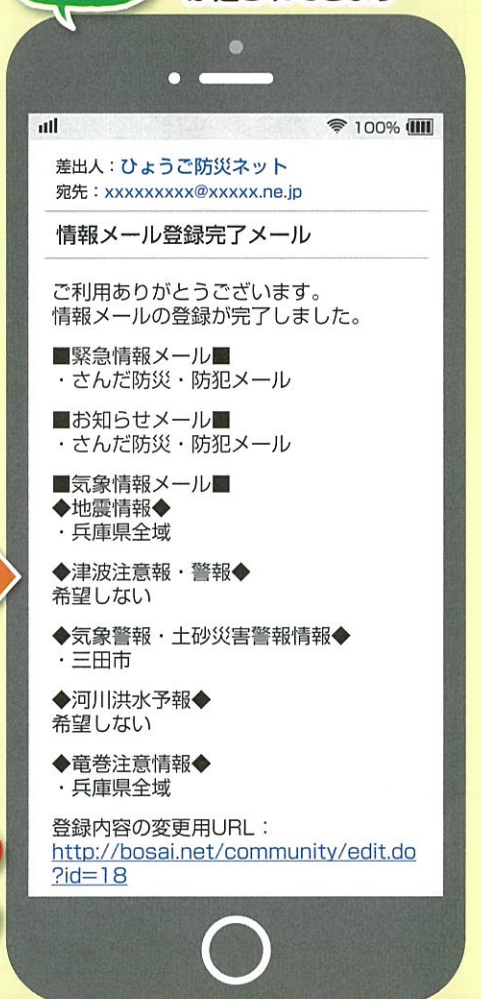 100%
差出人：ひょうご防災ネット
宛先：xxxxxxxxx@xxxxx.ne.jp
情報メール登録完了メール
ご利用ありがとうございます。
情報メールの登録が完了しました。
■緊急情報メール■
・さんだ防災・防犯メール
■お知らせメール■
・さんだ防災・防犯メール
■気象情報メール■
◆地震情報◆
・兵庫県全域
◆津波注意報・警報◆
希望しない
◆気象警報・土砂災害警報情報◆
・三田市
◆河川洪水予報◆
希望しない
◆竜巻注意情報◆
・兵庫県全域
登録内容の変更用URL：
http://bosai.net/community/edit.do
?id=18